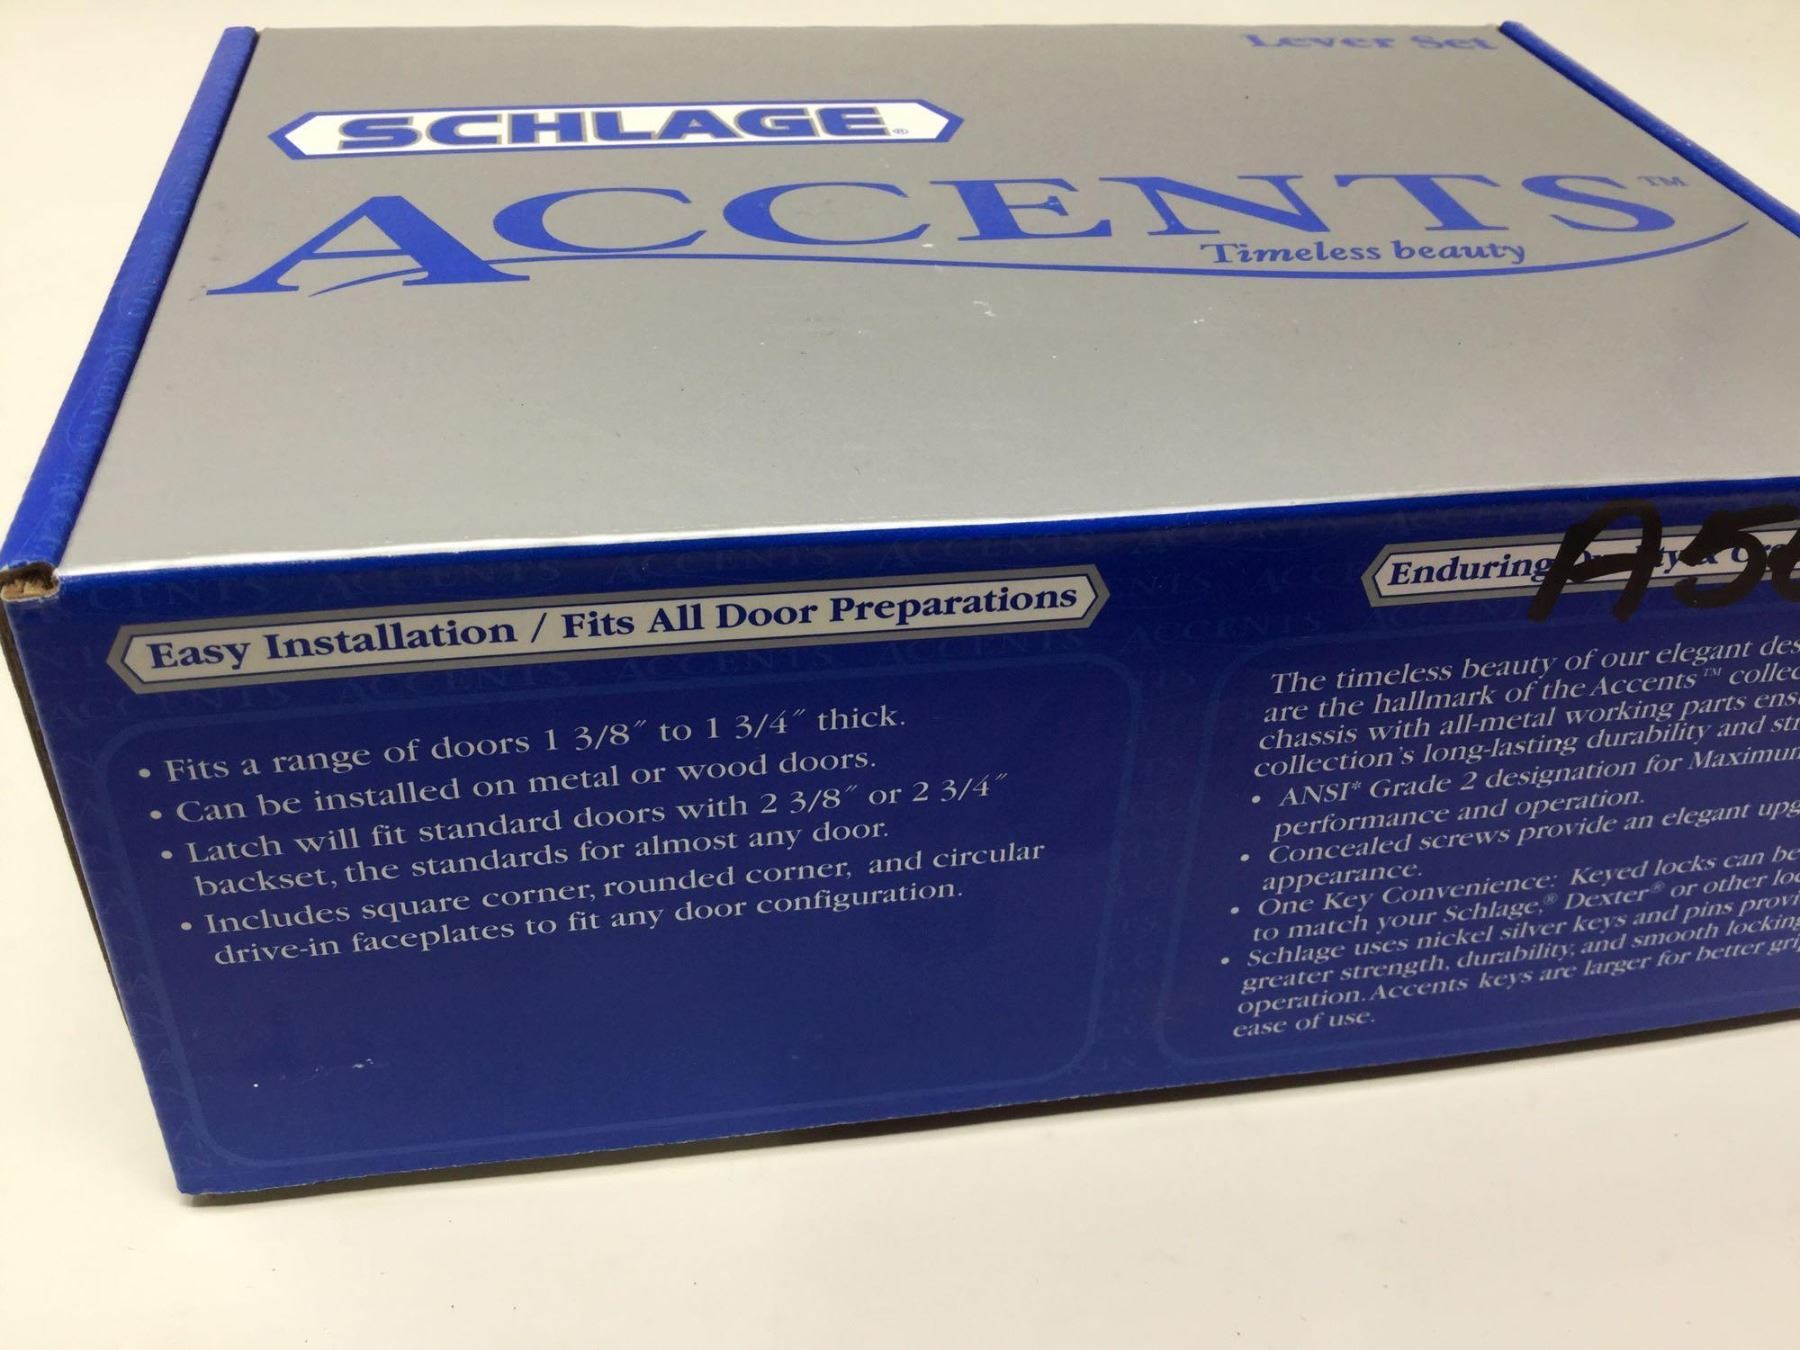 Lever Set
SCHLAGE®
ACCENTS™
Timeless beauty
Easy Installation / Fits All Door Preparations
• Fits a range of doors 1 3/8″ to 1 3/4″ thick.
• Can be installed on metal or wood doors.
• Latch will fit standard doors with 2 3/8″ or 2 3/4″
backset, the standards for almost any door.
• Includes square corner, rounded corner, and circular
drive-in faceplates to fit any door configuration.
Enduring
The timeless beauty of our elegant
are the hallmark of the Accents™
chassis with all-metal working parts
collection's long-lasting durability and
• ANSI* Grade 2 designation for
performance and operation.
• Concealed screws provide an elegant
appearance.
• One Key Convenience: Keyed locks can be
to match your Schlage,® Dexter® or other
• Schlage uses nickel silver keys and pins
greater strength, durability, and smooth locking
operation. Accents keys are larger for better
ease of use.